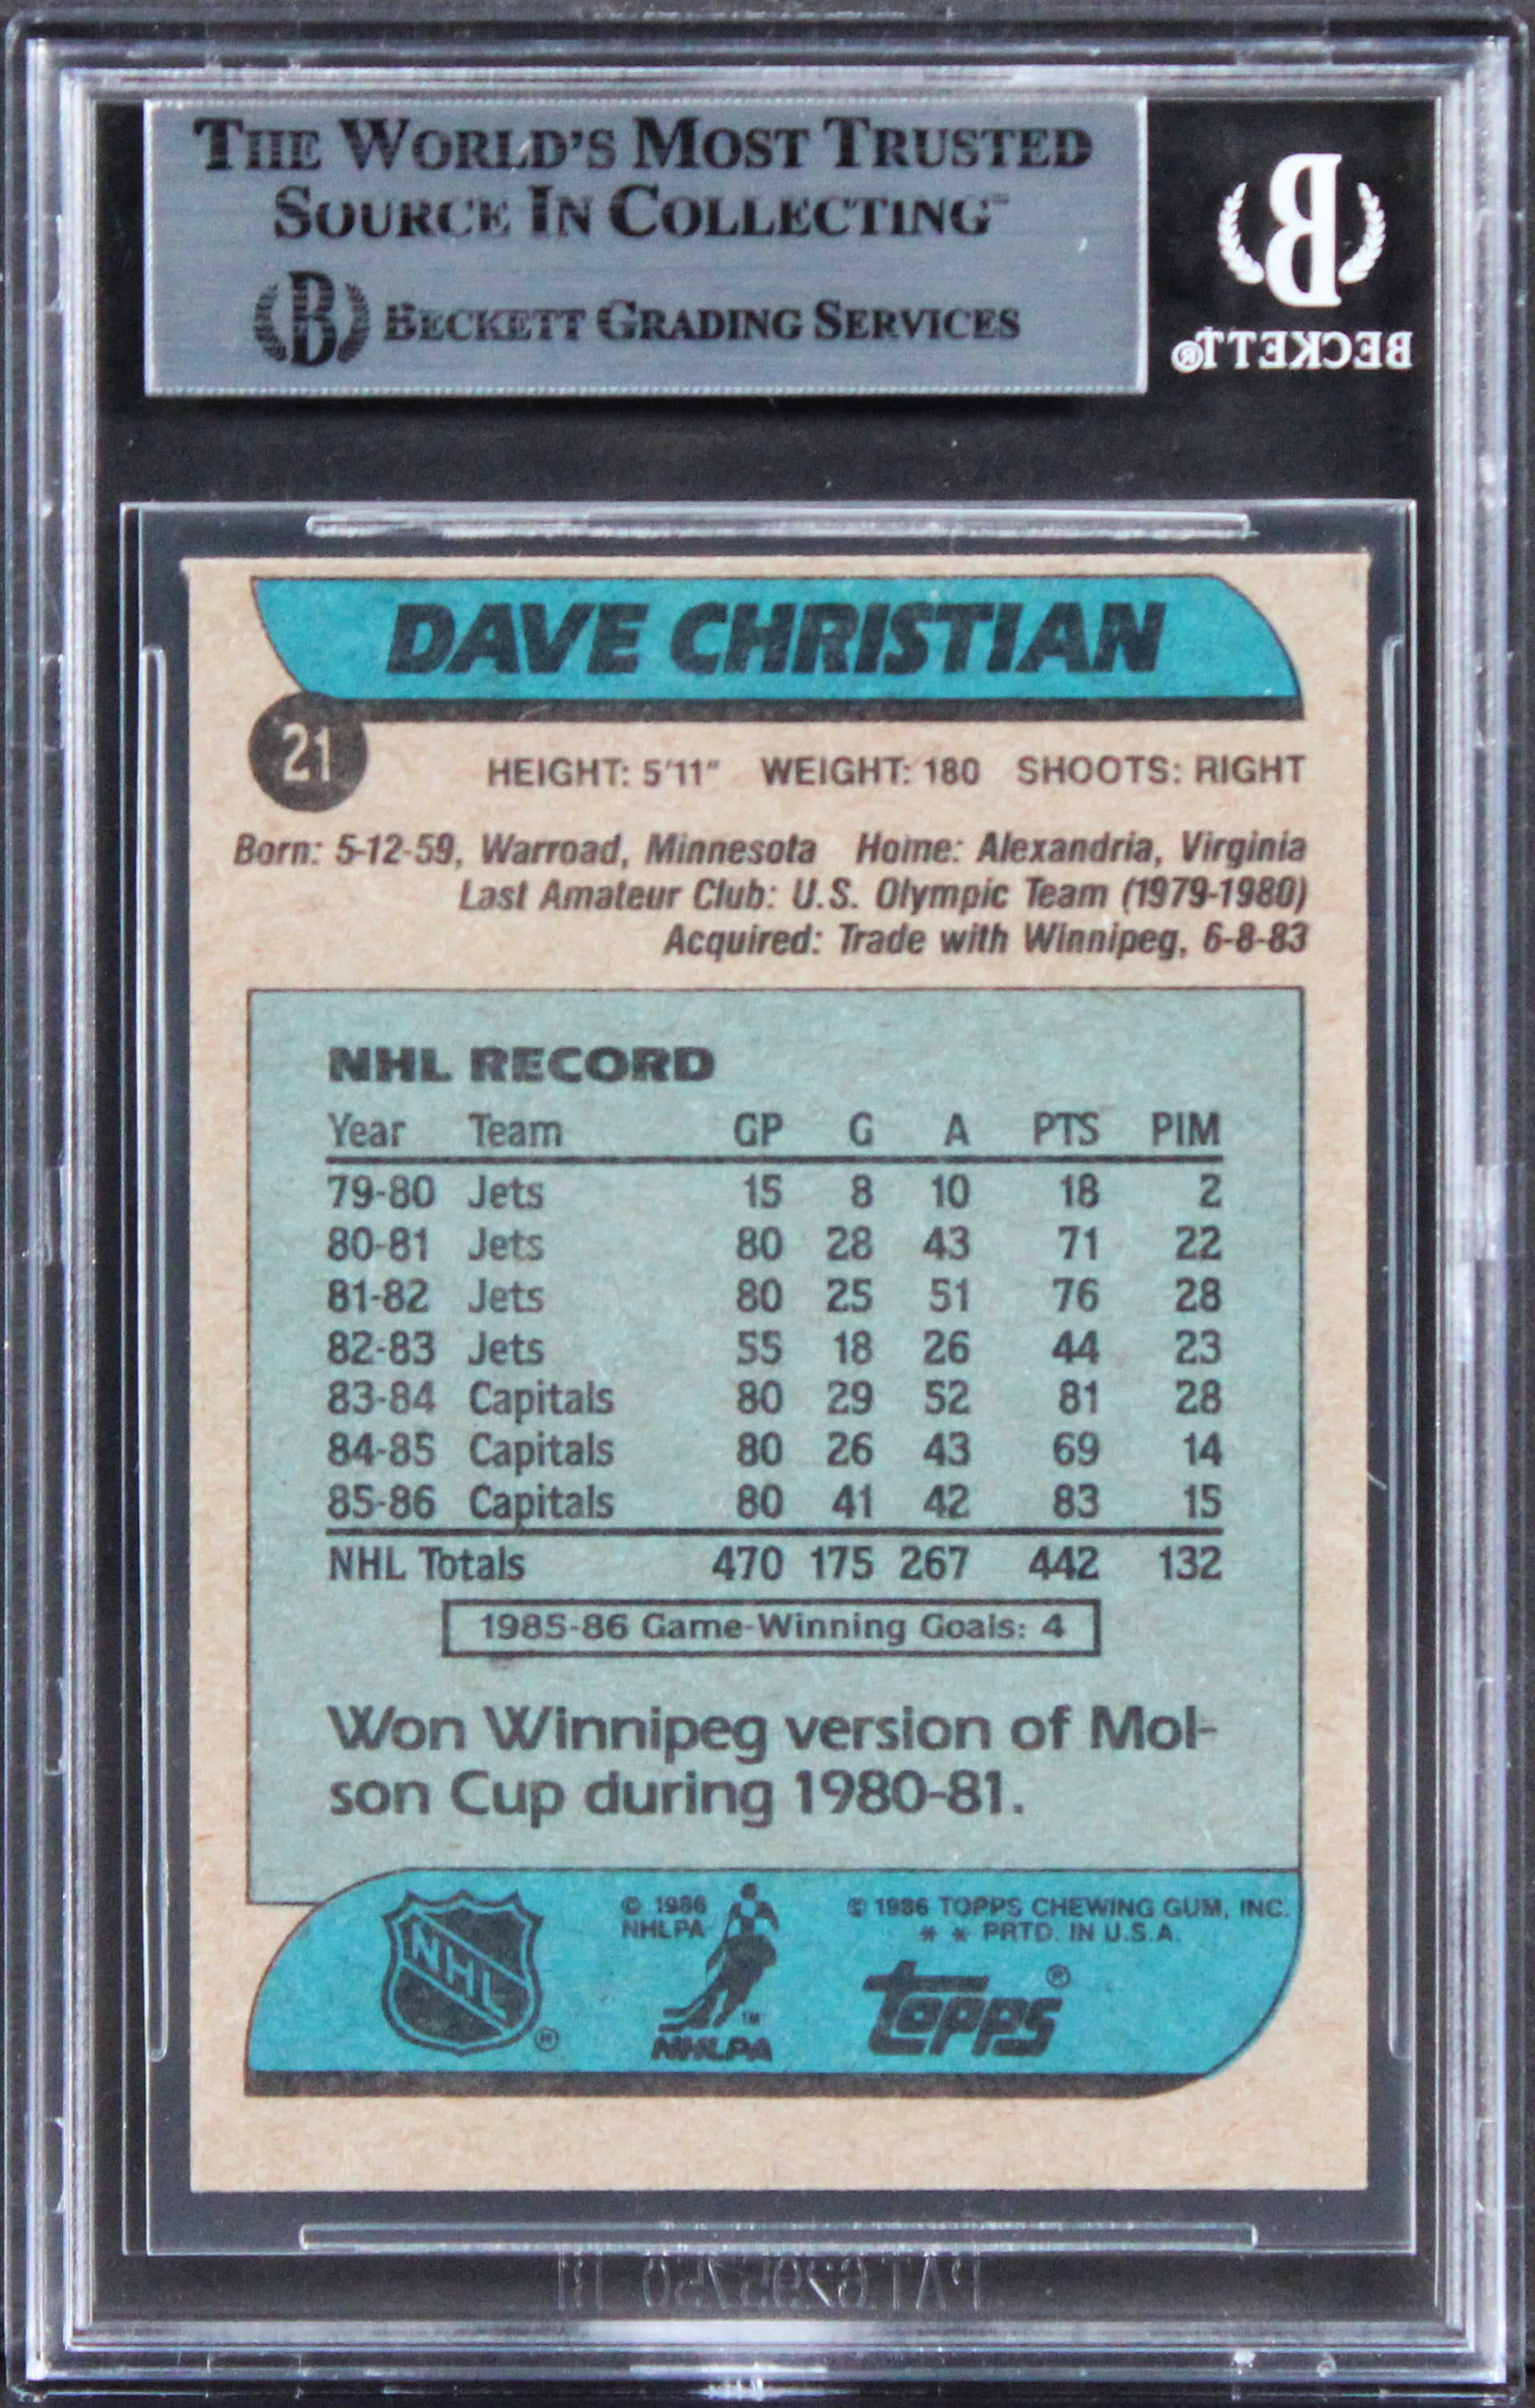 THE WORLD'S MOST TRUSTED
SOURCE IN COLLECTING™
B BECKETT GRADING SERVICES
B
BECKETT®
DAVE CHRISTIAN
21
HEIGHT: 5'11" WEIGHT: 180 SHOOTS: RIGHT
Born: 5-12-59, Warroad, Minnesota Home: Alexandria, Virginia
Last Amateur Club: U.S. Olympic Team (1979-1980)
Acquired: Trade with Winnipeg, 6-8-83
NHL RECORD
Year Team GP G A PTS PIM
79-80 Jets 15 8 10 18 2
80-81 Jets 80 28 43 71 22
81-82 Jets 80 25 51 76 28
82-83 Jets 55 18 26 44 23
83-84 Capitals 80 29 52 81 28
84-85 Capitals 80 26 43 69 14
85-86 Capitals 80 41 42 83 15
NHL Totals 470 175 267 442 132
1985-86 Game-Winning Goals: 4
Won Winnipeg version of Mol-
son Cup during 1980-81.
NHL ®
© 1986
NHLPA
™
NHLPA
© 1986 TOPPS CHEWING GUM, INC.
* * PRTD. IN U.S.A.
topps®